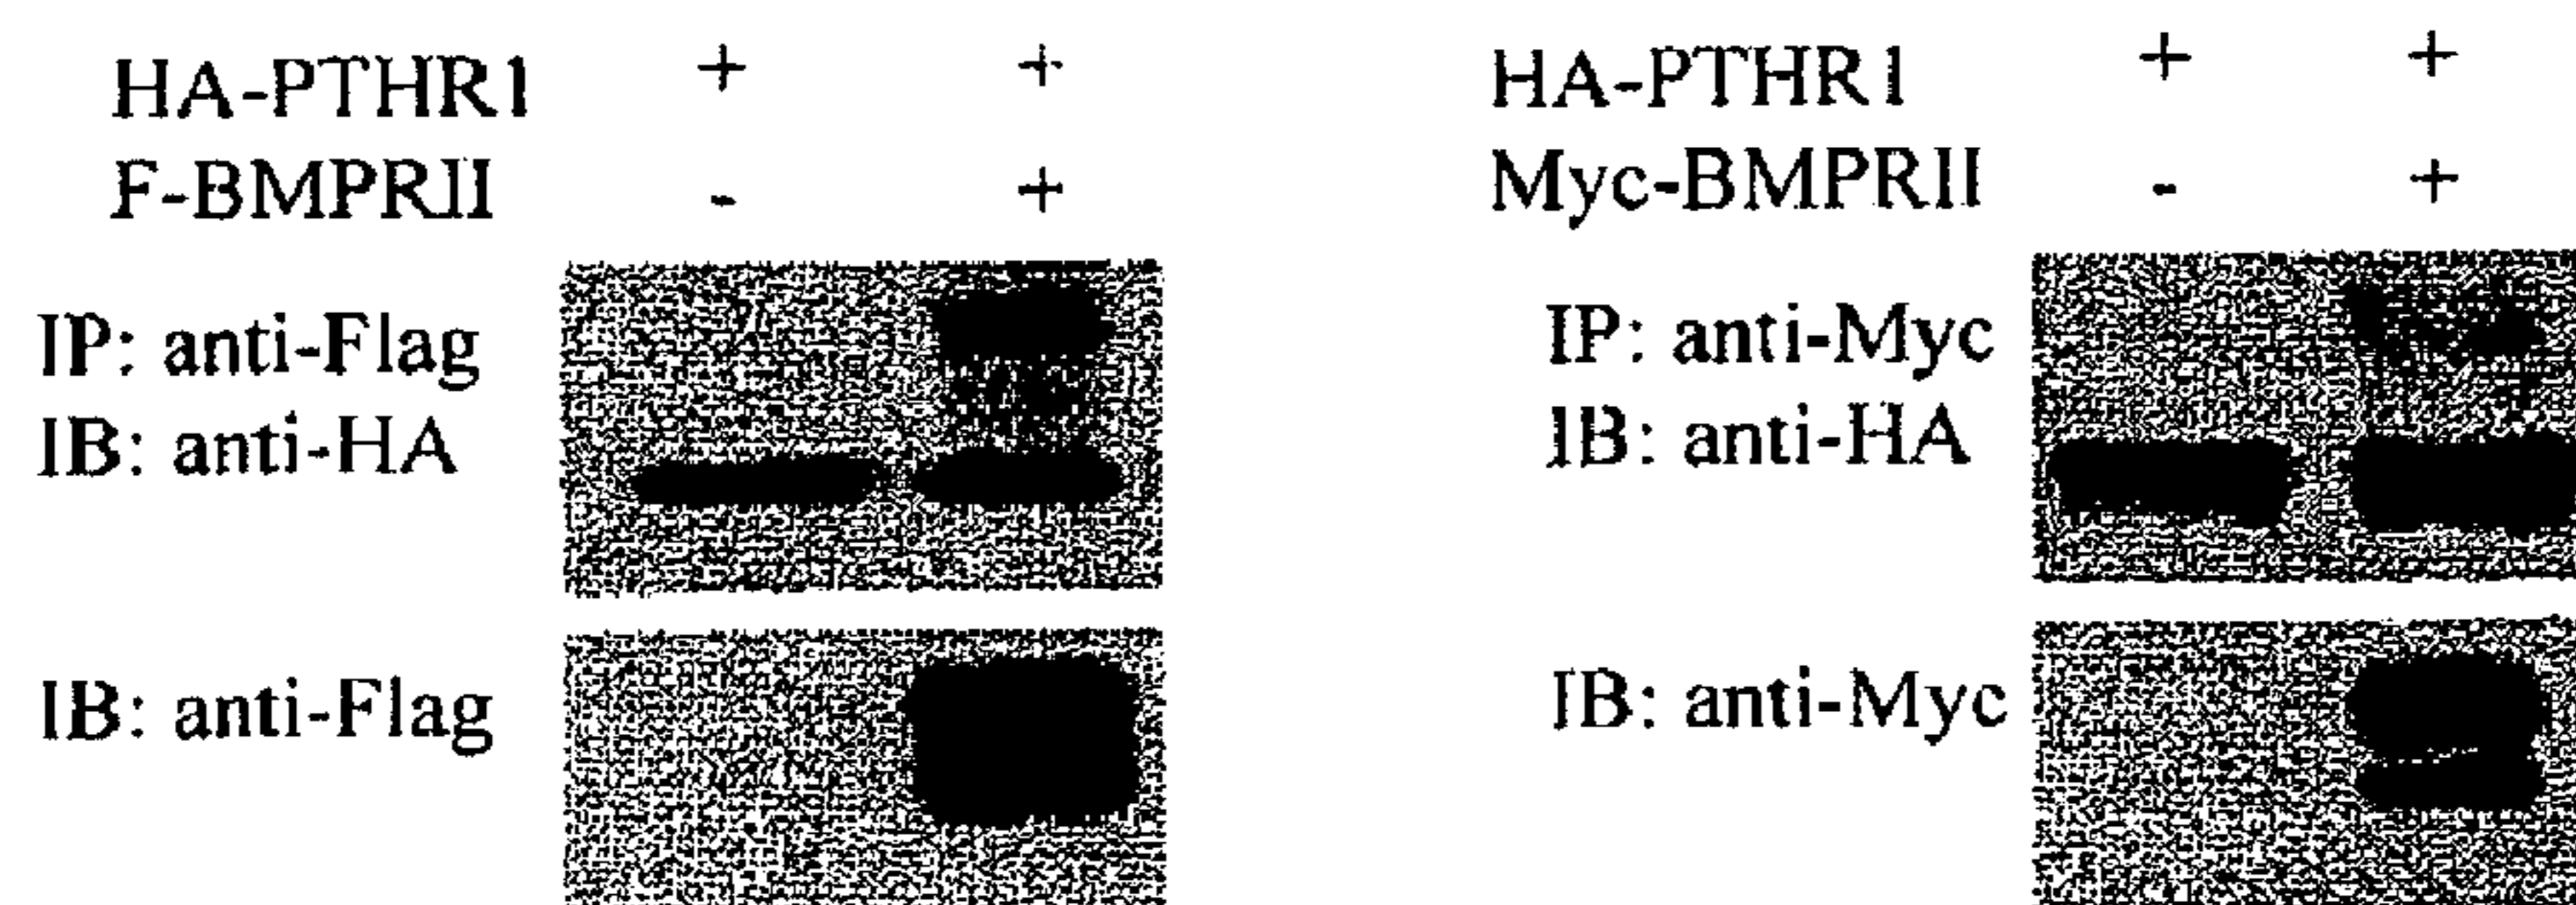 HA-PTHR1 + +
F-BMPRII - +
IP: anti-Flag
IB: anti-HA
IB: anti-Flag
HA-PTHR1 + +
Myc-BMPRII - +
IP: anti-Myc
IB: anti-HA
IB: anti-Myc